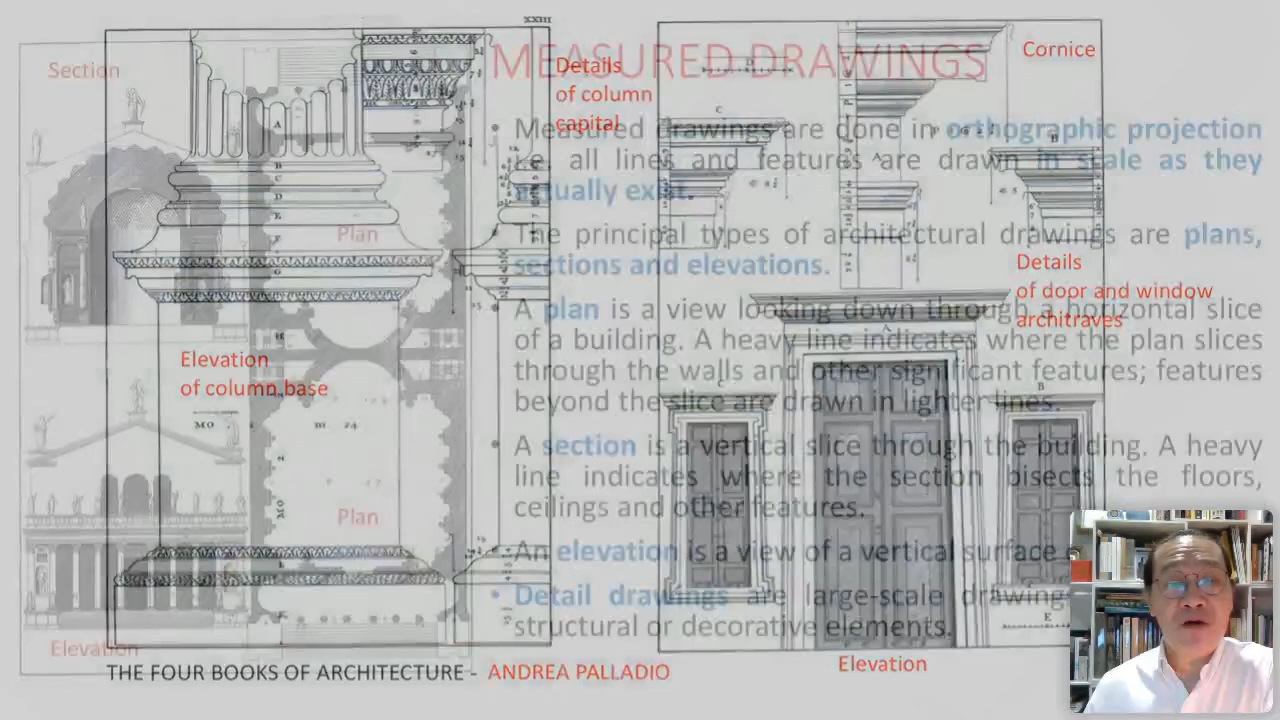 XXIII
MEASURED DRAWINGS
Section
Details
of column
capital
Cornice
• Measured drawings are done in orthographic projection
i.e. all lines and features are drawn in scale as they
actually exist.
• The principal types of architectural drawings are plans,
sections and elevations.
• A plan is a view looking down through a horizontal slice
of a building. A heavy line indicates where the plan slices
through the walls and other significant features; features
beyond the slice are drawn in lighter lines.
• A section is a vertical slice through the building. A heavy
line indicates where the section bisects the floors,
ceilings and other features.
• An elevation is a view of a vertical surface
• Detail drawings are large-scale drawings
structural or decorative elements.
Plan
Details
of door and window
architraves
Elevation
of column base
Plan
Elevation
Elevation
THE FOUR BOOKS OF ARCHITECTURE - ANDREA PALLADIO